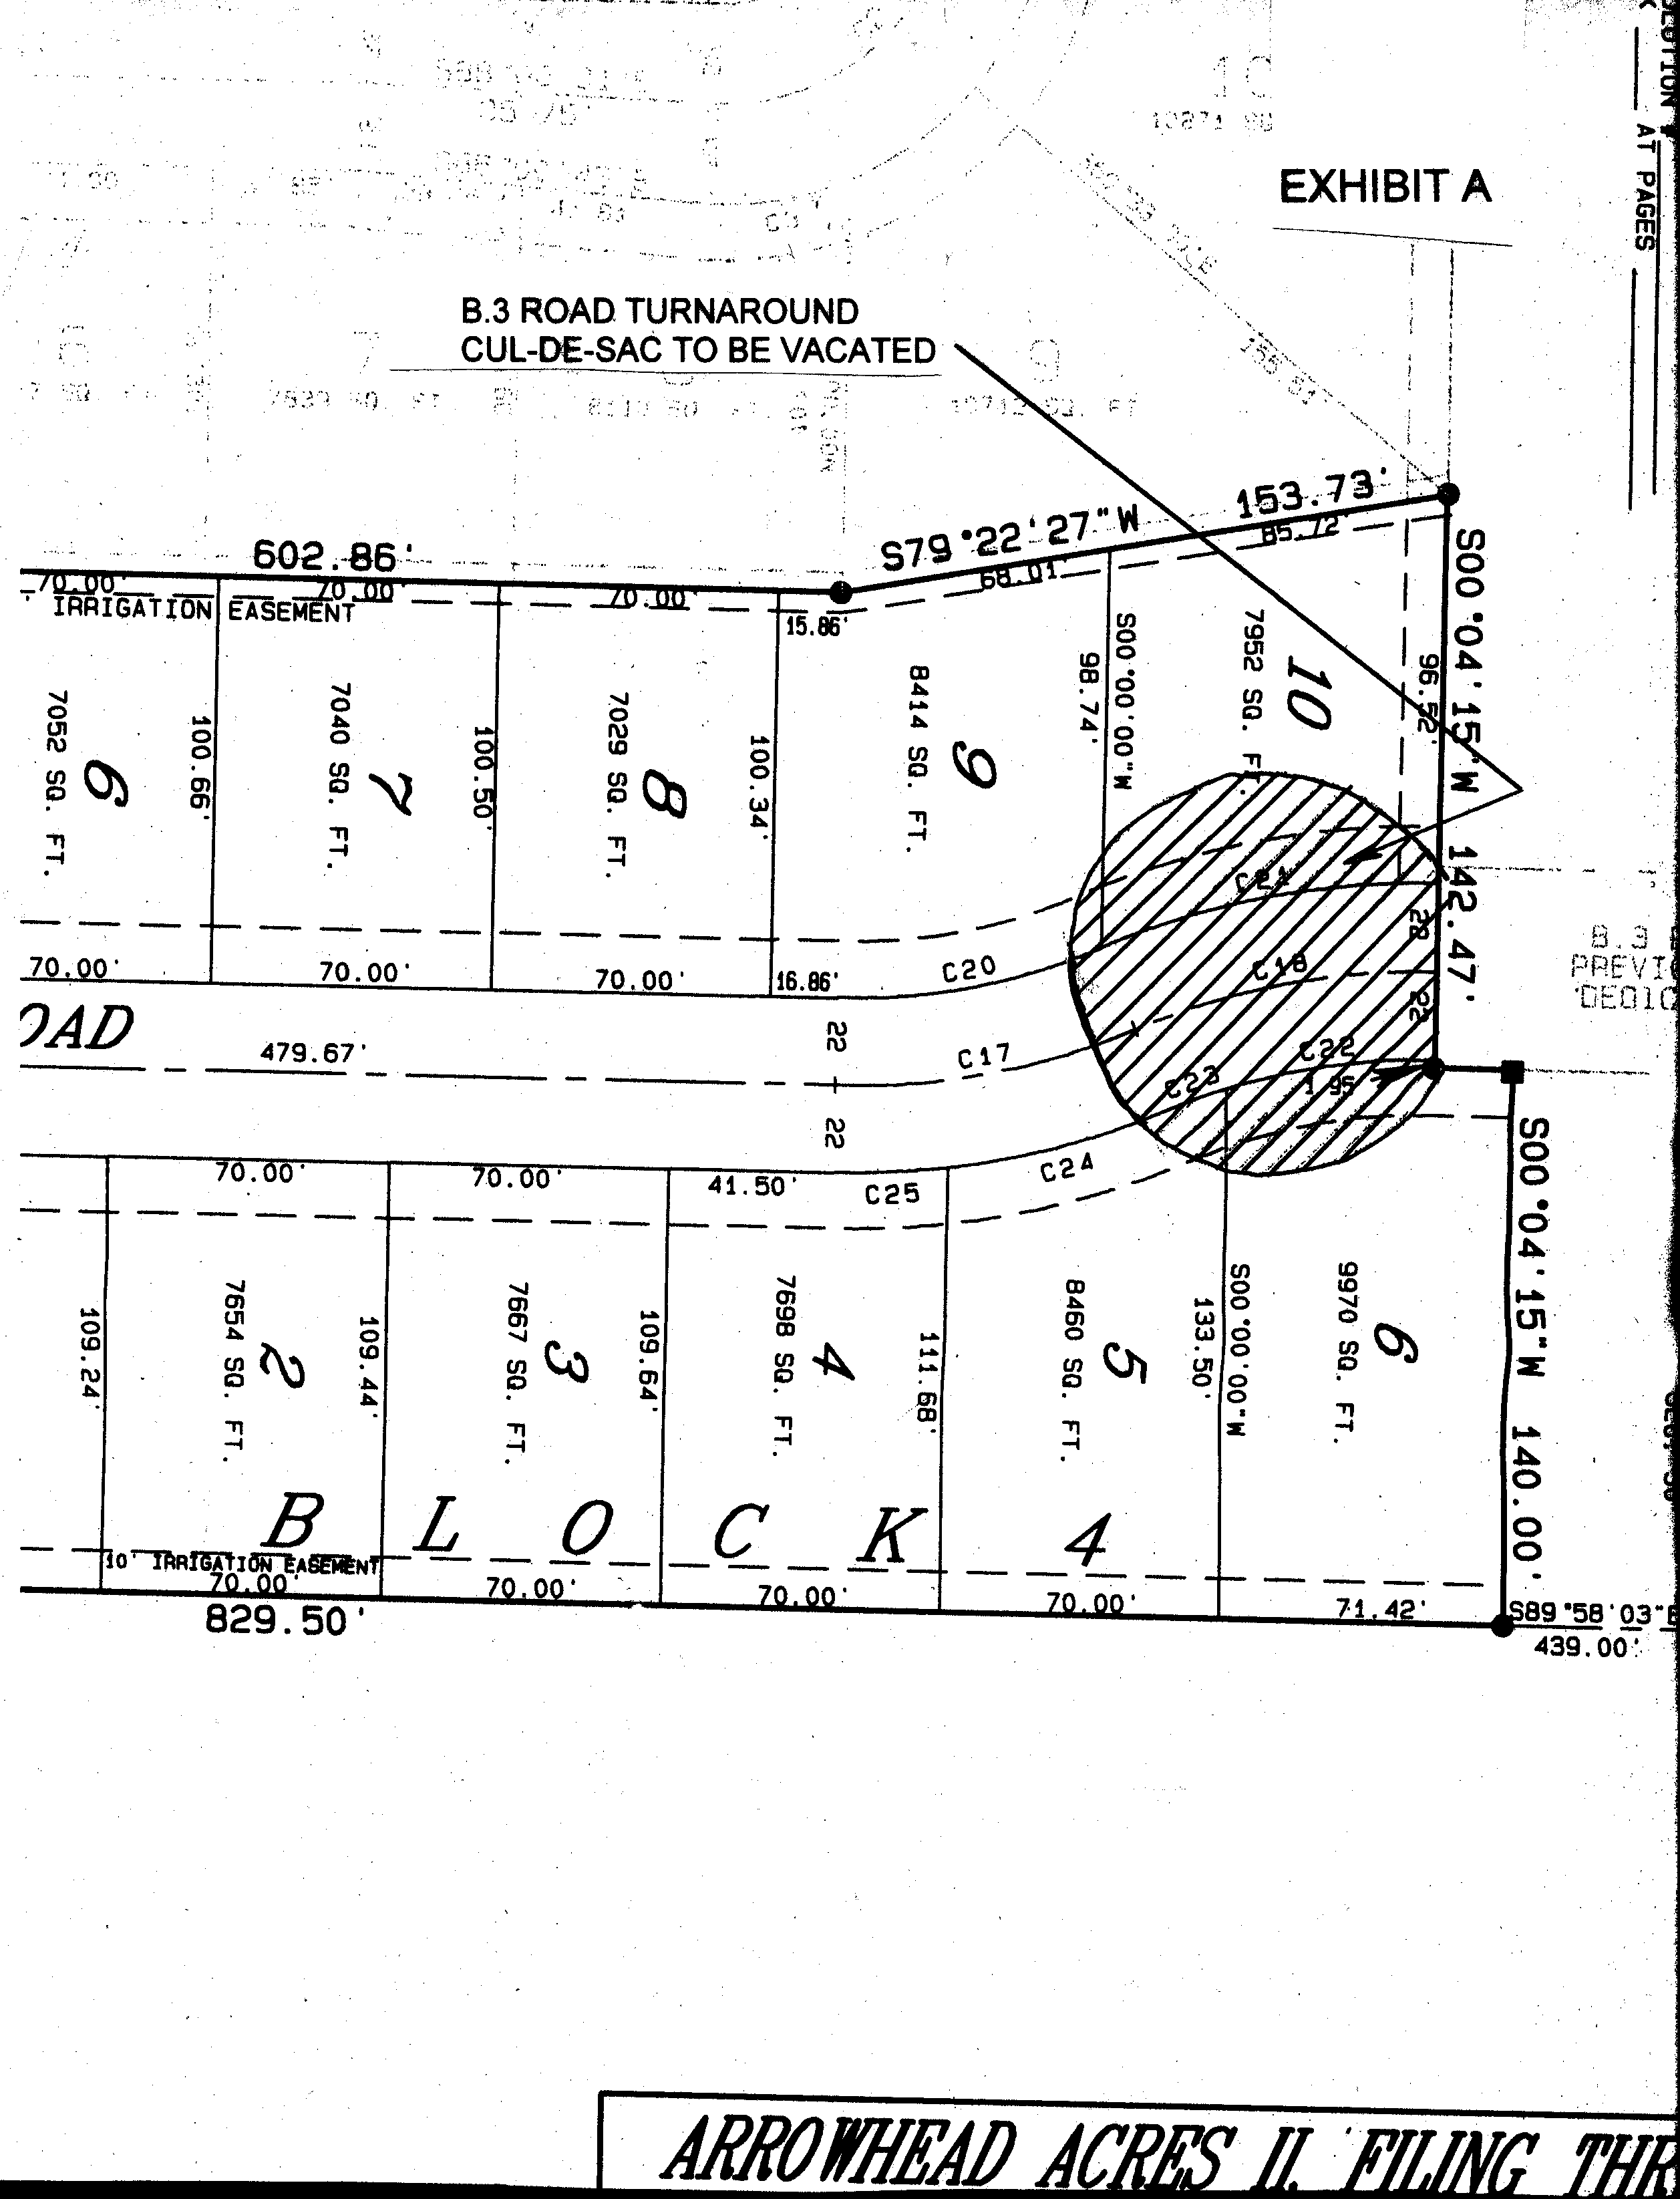 AT PAGES
EXHIBIT A
B.3 ROAD TURNAROUND
CUL-DE-SAC TO BE VACATED
602.86'
S79°22'27"W
153.73'
70.00'
70.00'
70.00'
15.86'
68.01'
85.72'
IRRIGATION EASEMENT
S00°04'15"W 142.47'
96.52'
6
7052 SQ. FT.
100.66'
7
7040 SQ. FT.
100.50'
8
7029 SQ. FT.
100.34'
9
8414 SQ. FT.
98.74'
S00°00'00"W
10
7952 SQ. FT.
70.00'
70.00'
70.00'
16.86'
C20
C21
22
C18
22
B.3
OAD
479.67'
22
22
C17
C22
C23
1.95
C24
C25
70.00'
70.00'
41.50'
109.24'
2
7654 SQ. FT.
109.44'
3
7667 SQ. FT.
109.64'
4
7698 SQ. FT.
111.68'
5
8460 SQ. FT.
133.50'
S00°00'00"W
6
9970 SQ. FT.
S00°04'15"W 140.00'
BLOCK 4
10' IRRIGATION EASEMENT
70.00'
70.00'
70.00'
70.00'
71.42'
829.50'
S89°58'03"E
439.00'
ARROWHEAD ACRES II, FILING THR